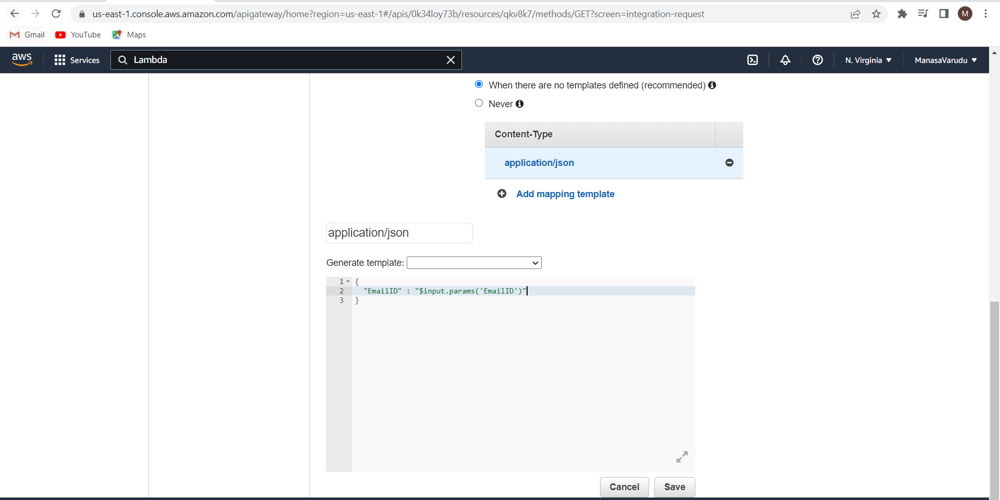 us-east-1.console.aws.amazon.com/apigateway/home?region=us-east-1#/apis/0k34loy73b/resources/qkv8k7/methods/GET?screen=integration-request
M
Gmail
YouTube
Maps
aws
Services
Lambda
N. Virginia
ManasaVarudu
When there are no templates defined (recommended)
Never
Content-Type
application/json
Add mapping template
application/json
Generate template:
1 {
2 "EmailID" : "$input.params('EmailID')"
3 }
Cancel
Save